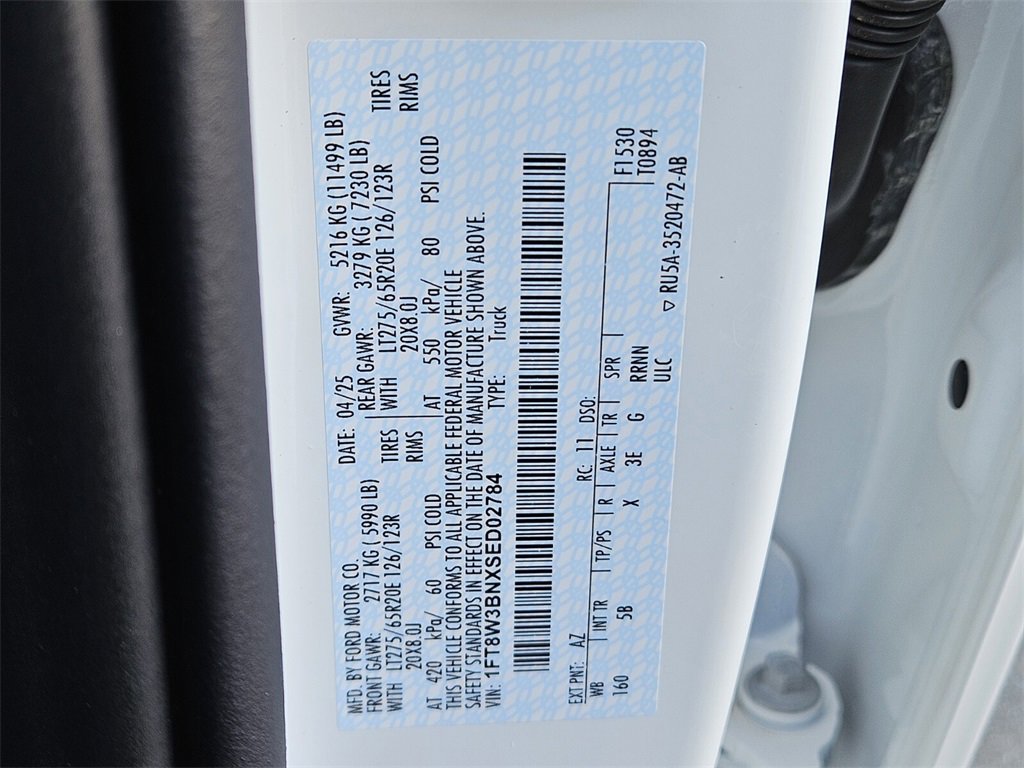 MFD. BY FORD MOTOR CO.
DATE: 04/25 GVWR: 5216 KG (11499 LB)
FRONT GAWR: 2717 KG ( 5990 LB) REAR GAWR: 3279 KG ( 7230 LB)
WITH LT275/65R20E 126/123R TIRES WITH LT275/65R20E 126/123R TIRES
20X8.0J RIMS 20X8.0J RIMS
AT 420 kPa/ 60 PSI COLD AT 550 kPa/ 80 PSI COLD
THIS VEHICLE CONFORMS TO ALL APPLICABLE FEDERAL MOTOR VEHICLE
SAFETY STANDARDS IN EFFECT ON THE DATE OF MANUFACTURE SHOWN ABOVE.
VIN: 1FT8W3BNXSED02784 TYPE: Truck
EXT PNT: AZ RC: 11 DSO:
WB INT TR TP/PS R AXLE TR SPR F1530
160 5B X 3E G RRNN T0894
ULC
▽ RU5A-3520472-AB